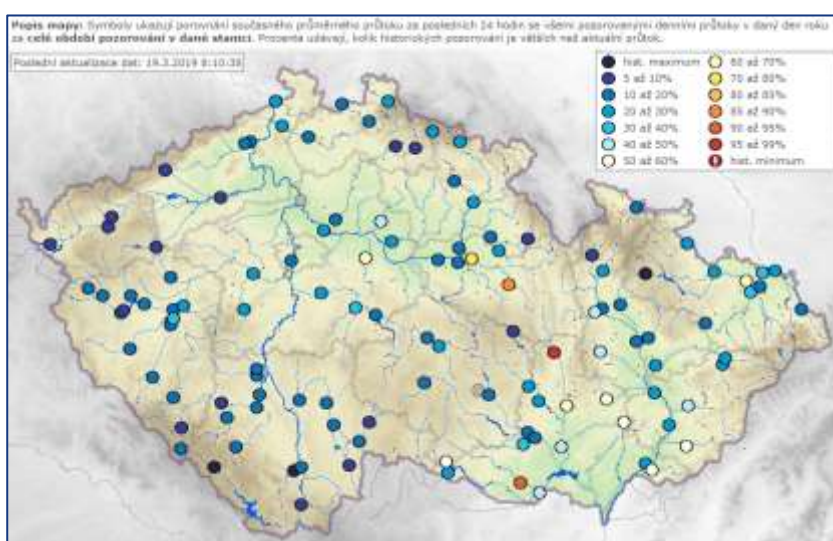 Popis mapy: Symboly ukazují porovnání současného průměrného průtoku za posledních 24 hodin se všemi pozorovanými denními průtoky v daný den roku
za celé období pozorování v dané stanici. Procenta udávají, kolik historických pozorování je větších než aktuální průtok.
Poslední aktualizace dat: 19.3.2019 8:10:38
hist. maximum
5 až 10%
10 až 20%
20 až 30%
30 až 40%
40 až 50%
50 až 60%
60 až 70%
70 až 80%
80 až 85%
85 až 90%
90 až 95%
95 až 99%
hist. minimum